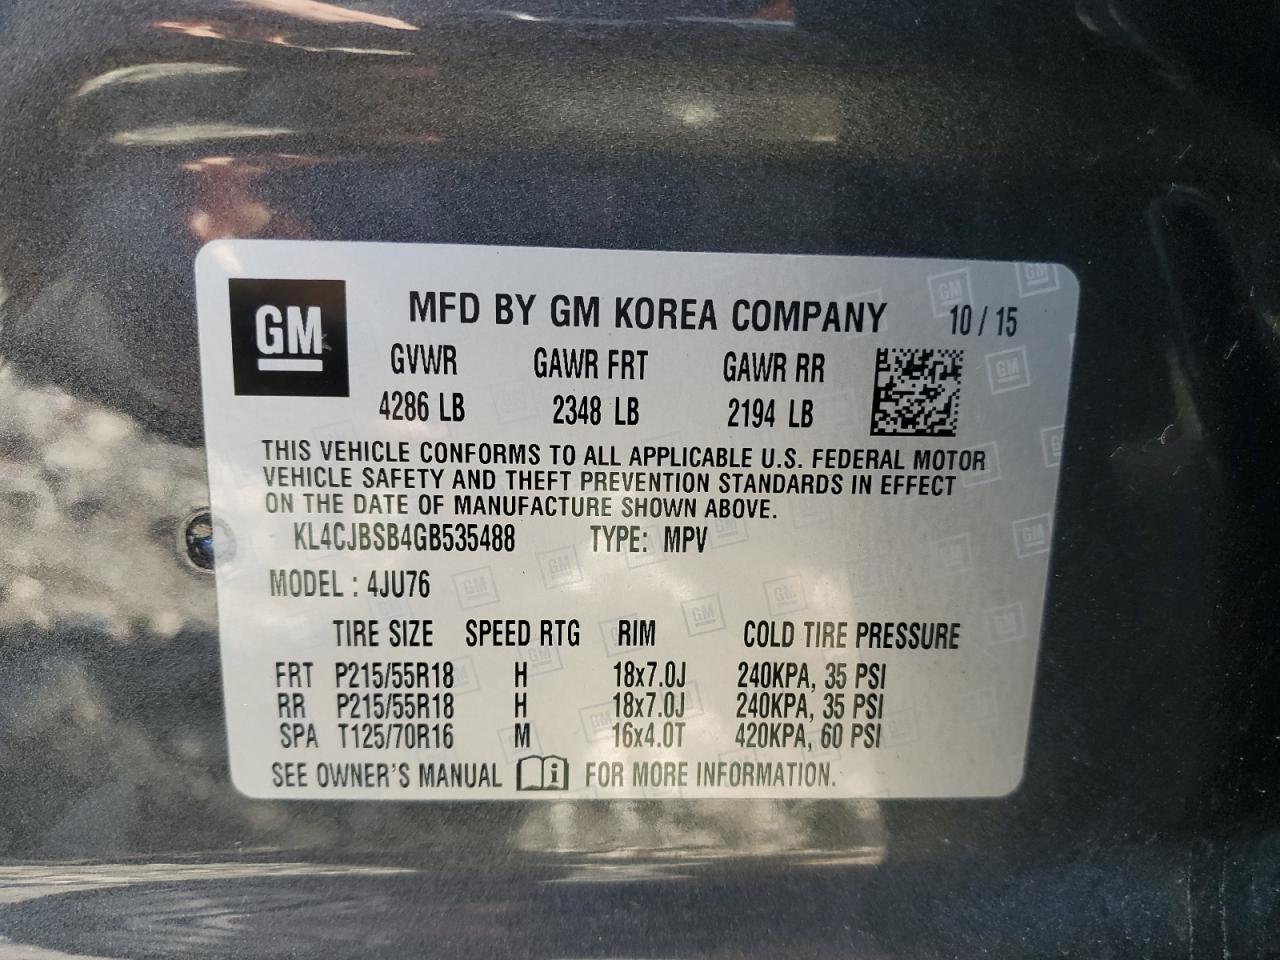 GM
MFD BY GM KOREA COMPANY 10 / 15
GVWR GAWR FRT GAWR RR
4286 LB 2348 LB 2194 LB
THIS VEHICLE CONFORMS TO ALL APPLICABLE U.S. FEDERAL MOTOR
VEHICLE SAFETY AND THEFT PREVENTION STANDARDS IN EFFECT
ON THE DATE OF MANUFACTURE SHOWN ABOVE.
KL4CJBSB4GB535488 TYPE: MPV
MODEL : 4JU76
TIRE SIZE SPEED RTG RIM COLD TIRE PRESSURE
FRT P215/55R18 H 18x7.0J 240KPA, 35 PSI
RR P215/55R18 H 18x7.0J 240KPA, 35 PSI
SPA T125/70R16 M 16x4.0T 420KPA, 60 PSI
SEE OWNER'S MANUAL i FOR MORE INFORMATION.